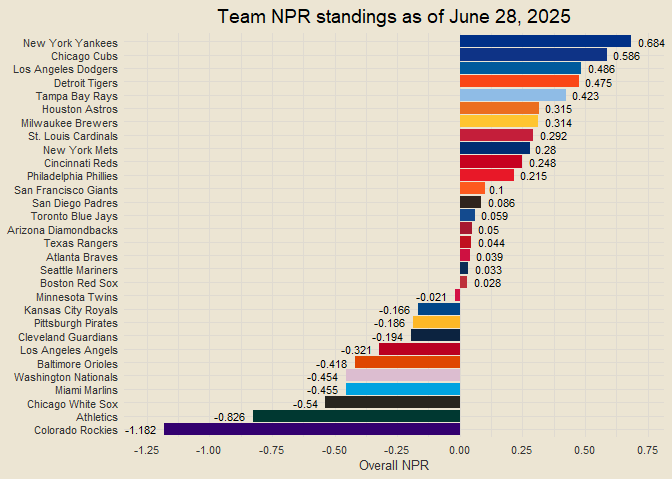 Team NPR standings as of June 28, 2025
New York Yankees 0.684
Chicago Cubs 0.586
Los Angeles Dodgers 0.486
Detroit Tigers 0.475
Tampa Bay Rays 0.423
Houston Astros 0.315
Milwaukee Brewers 0.314
St. Louis Cardinals 0.292
New York Mets 0.28
Cincinnati Reds 0.248
Philadelphia Phillies 0.215
San Francisco Giants 0.1
San Diego Padres 0.086
Toronto Blue Jays 0.059
Arizona Diamondbacks 0.05
Texas Rangers 0.044
Atlanta Braves 0.039
Seattle Mariners 0.033
Boston Red Sox 0.028
Minnesota Twins -0.021
Kansas City Royals -0.166
Pittsburgh Pirates -0.186
Cleveland Guardians -0.194
Los Angeles Angels -0.321
Baltimore Orioles -0.418
Washington Nationals -0.454
Miami Marlins -0.455
Chicago White Sox -0.54
Athletics -0.826
Colorado Rockies -1.182
-1.25 -1.00 -0.75 -0.50 -0.25 0.00 0.25 0.50 0.75
Overall NPR